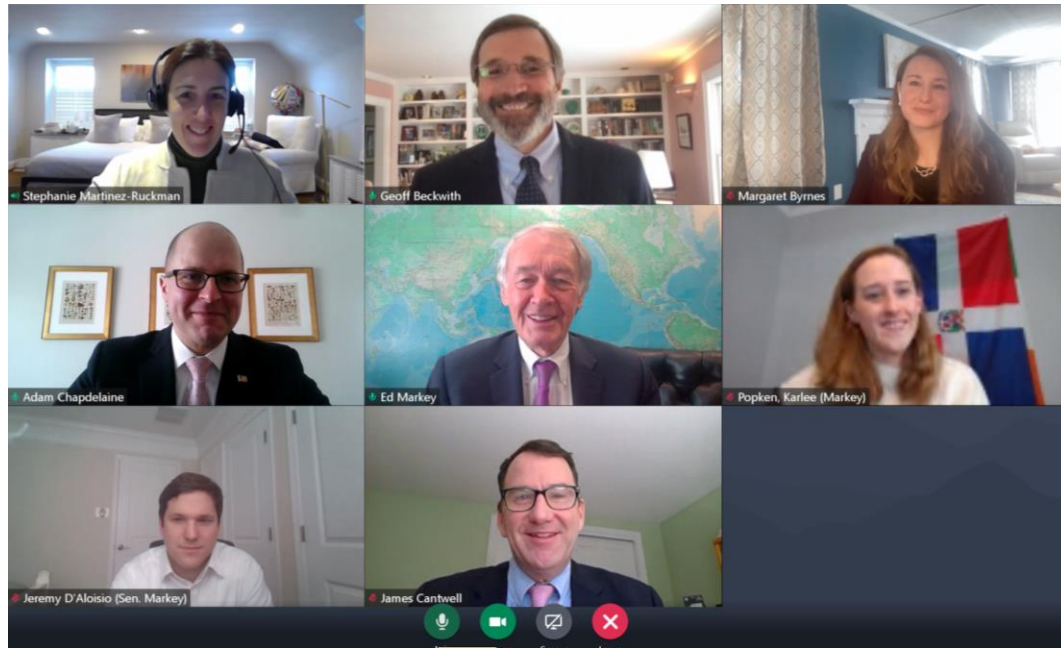 Stephanie Martinez-Ruckman
Geoff Beckwith
Margaret Byrnes
Adam Chapdelaine
Ed Markey
Popken, Karlee (Markey)
Jeremy D'Aloisio (Sen. Markey)
James Cantwell